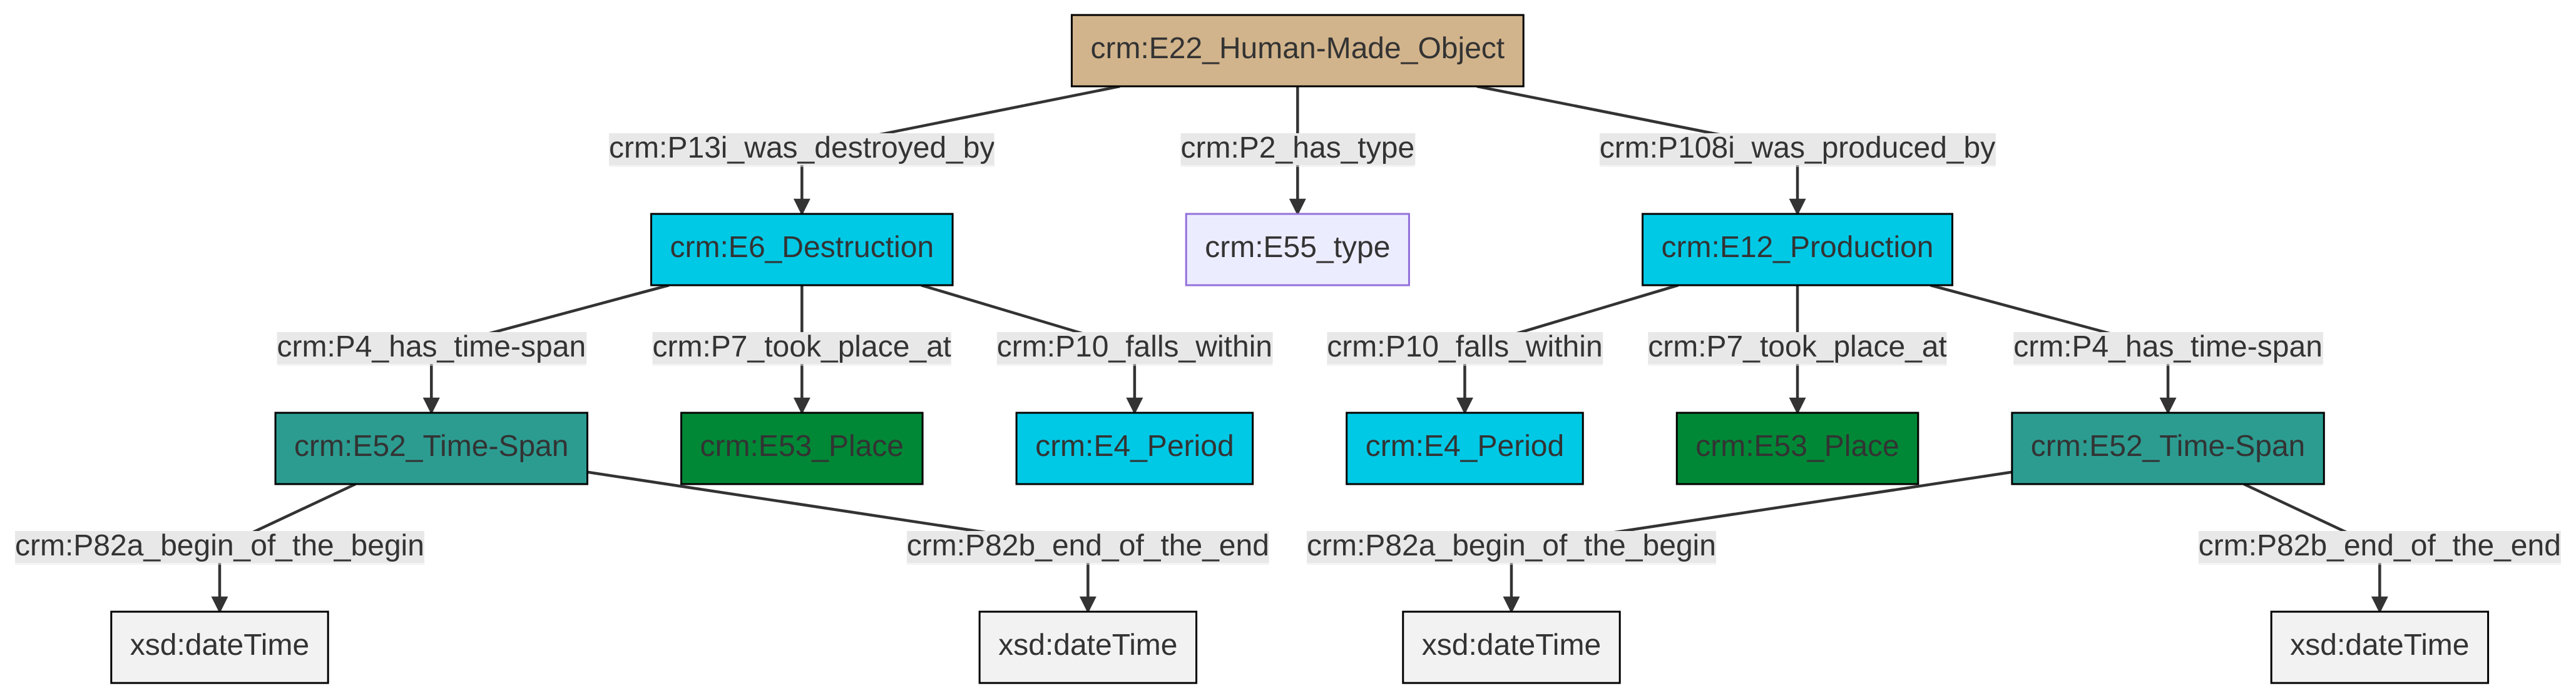 crm:E22_Human-Made_Object
crm:P13i_was_destroyed_by
crm:P2_has_type
crm:P108i_was_produced_by
crm:E6_Destruction
crm:E55_type
crm:E12_Production
crm:P4_has_time-span
crm:P7_took_place_at
crm:P10_falls_within
crm:P10_falls_within
crm:P7_took_place_at
crm:P4_has_time-span
crm:E52_Time-Span
crm:E53_Place
crm:E4_Period
crm:E4_Period
crm:E53_Place
crm:E52_Time-Span
crm:P82a_begin_of_the_begin
crm:P82b_end_of_the_end
crm:P82a_begin_of_the_begin
crm:P82b_end_of_the_end
xsd:dateTime
xsd:dateTime
xsd:dateTime
xsd:dateTime